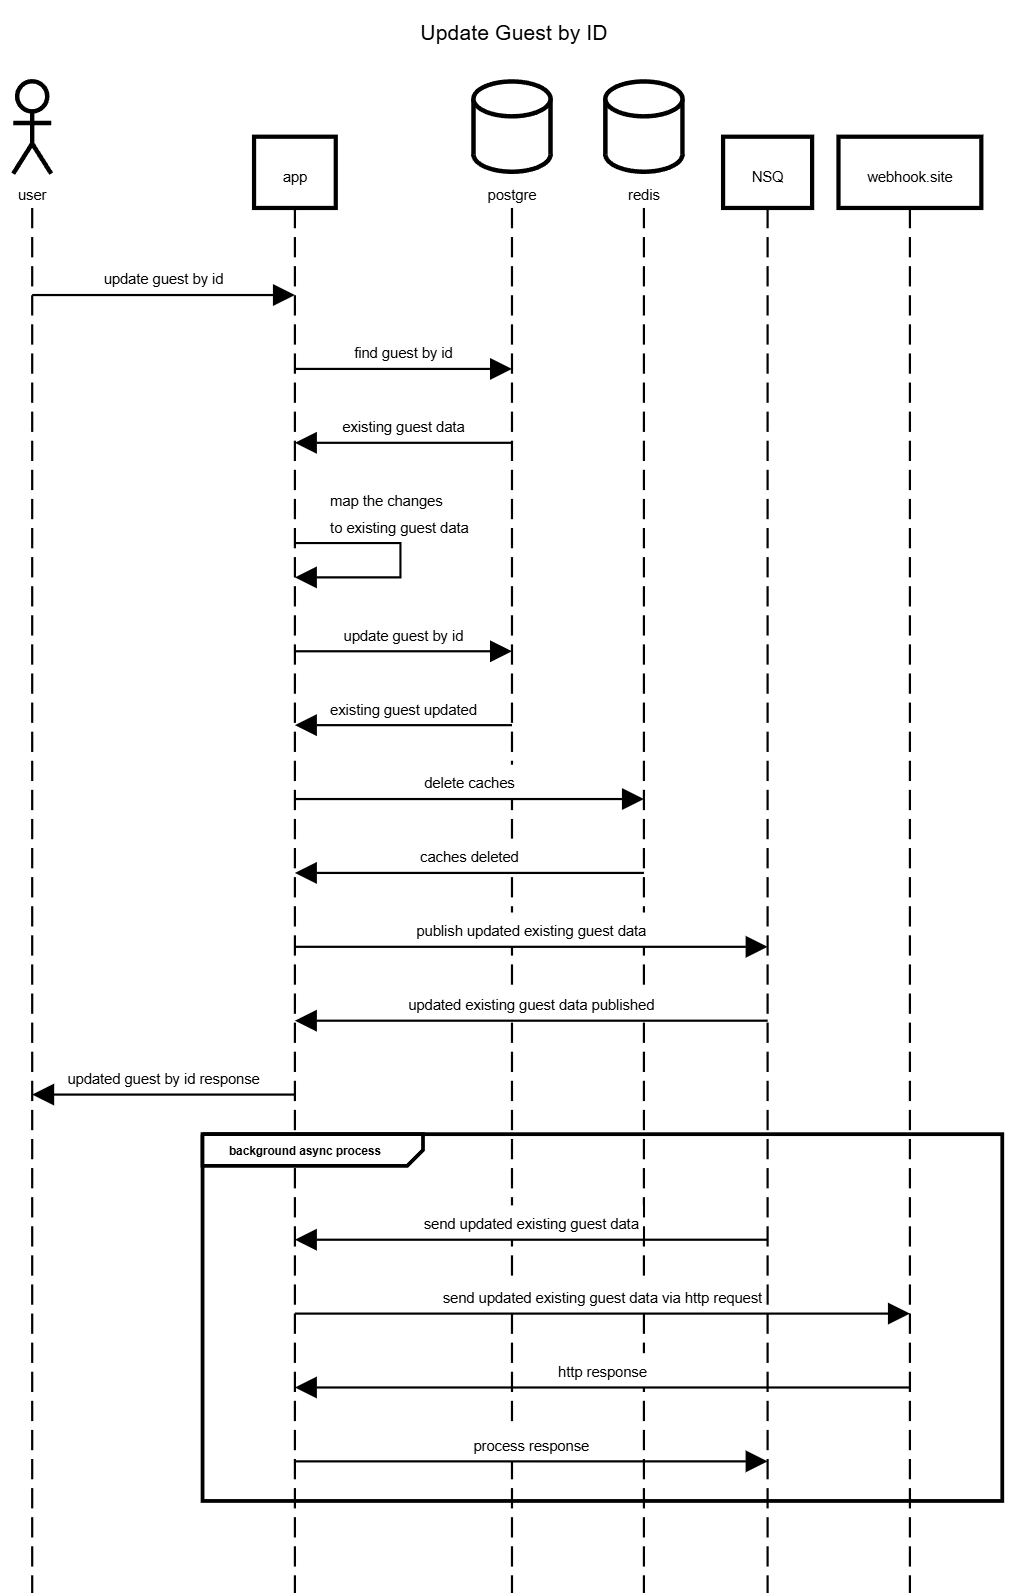 Update Guest by ID
user
app
postgre
redis
NSQ
webhook.site
update guest by id
find guest by id
existing guest data
map the changes
to existing guest data
update guest by id
existing guest updated
delete caches
caches deleted
publish updated existing guest data
updated existing guest data published
updated guest by id response
background async process
send updated existing guest data
send updated existing guest data via http request
http response
process response